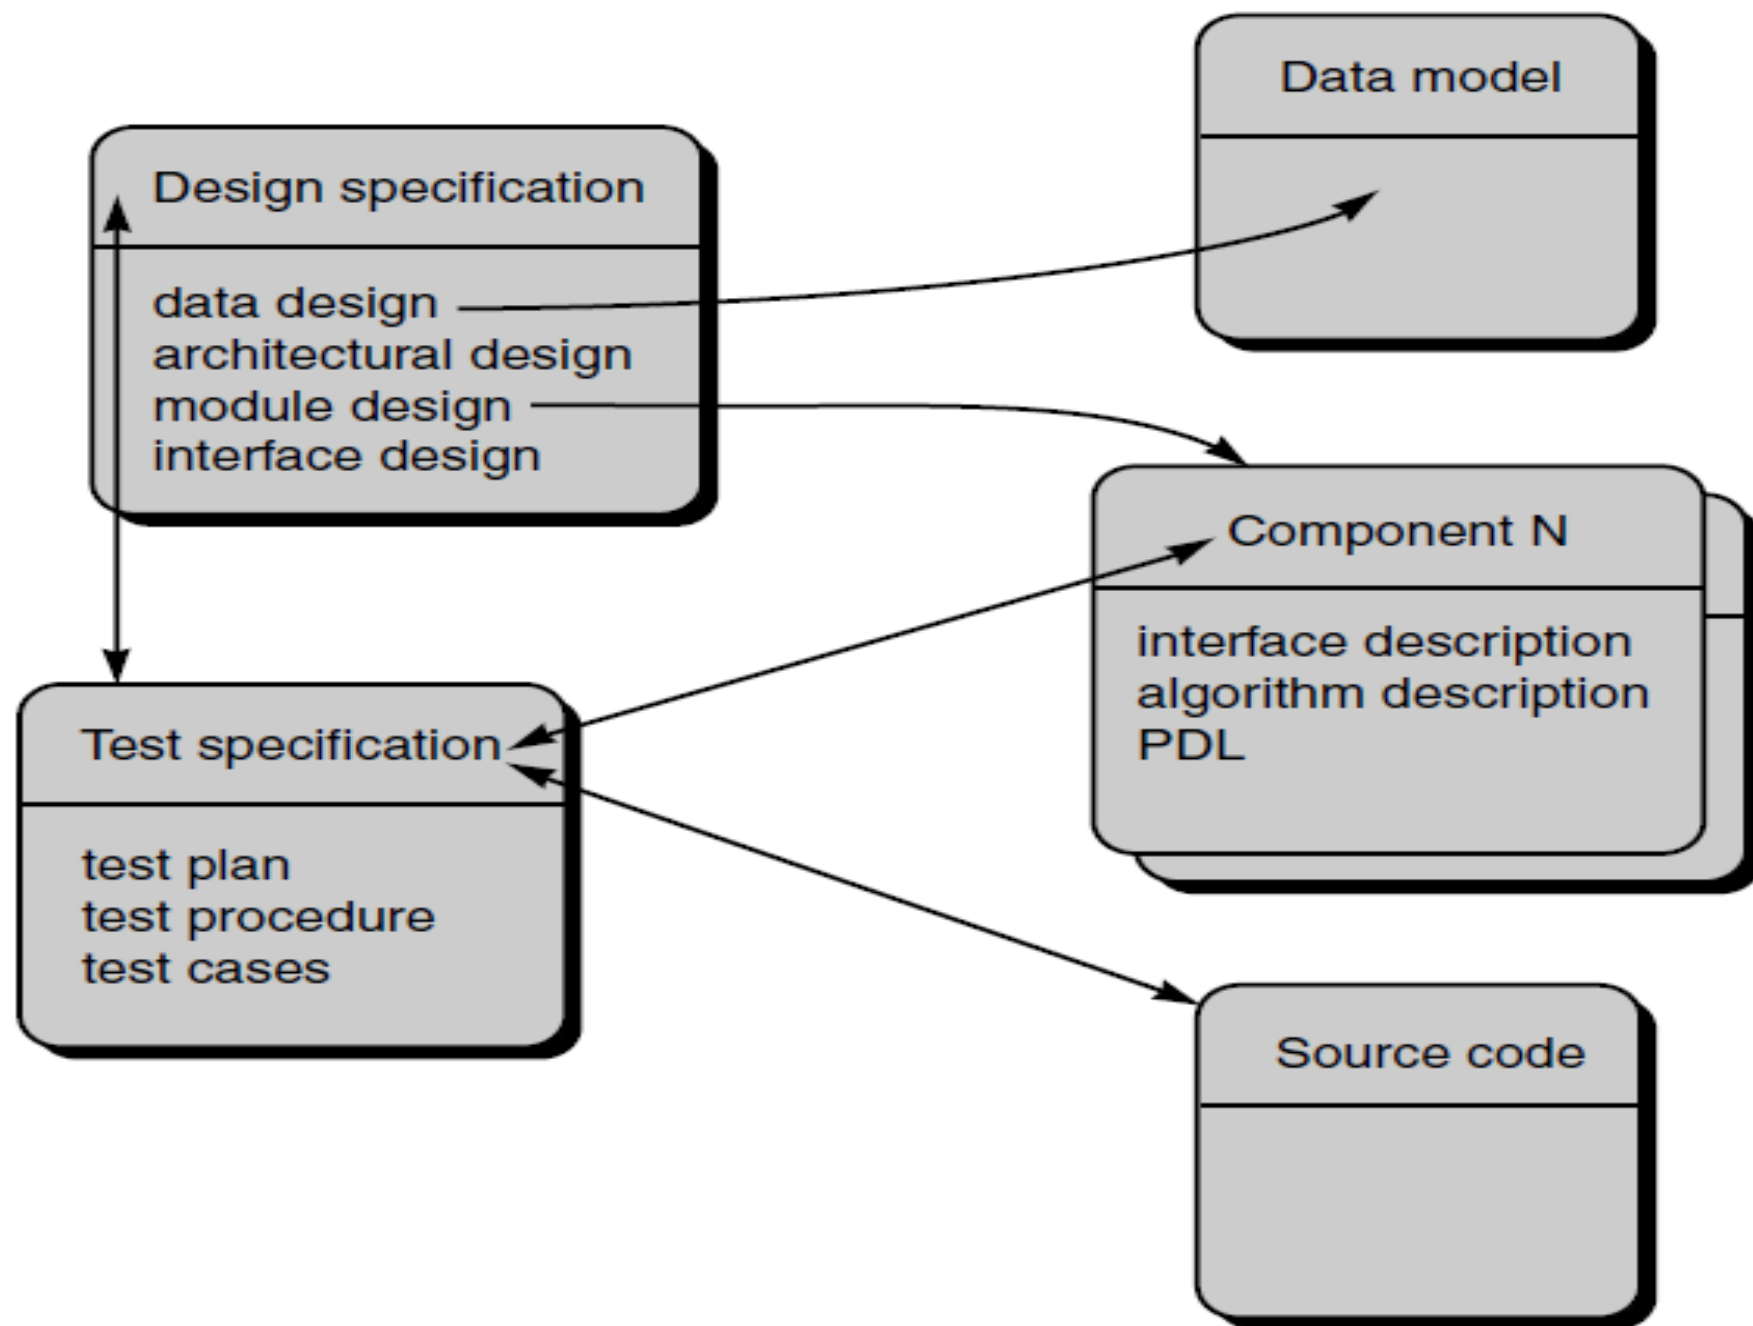 Data model
Design specification
data design
architectural design
module design
interface design
Component N
interface description
algorithm description
PDL
Test specification
test plan
test procedure
test cases
Source code